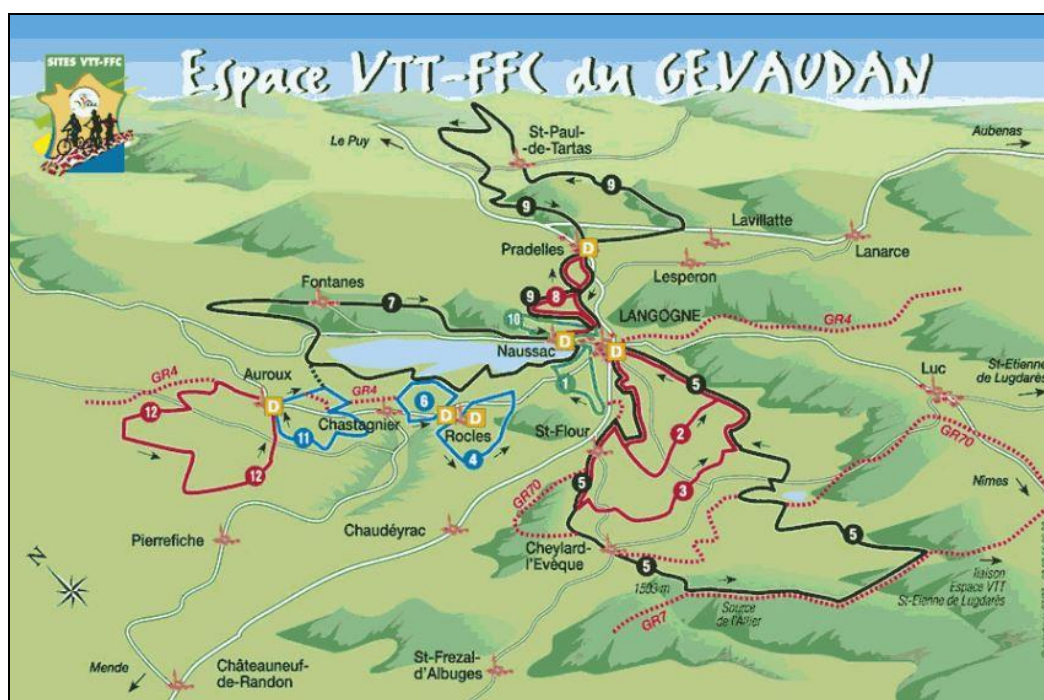 SITES VTT-FFC
Espace VTT-FFC du GEVAUDAN
Le Puy
St-Paul-
-de-Tartas
Aubenas
9
9
9
Lavillatte
Lanarce
Pradelles
D
Lesperon
Fontanes
7
9
8
10
LANGOGNE
GR4
Naussac
D
D
Luc
St-Etienne
de Lugdarès
GR4
Auroux
GR4
1
5
12
D
Chastagnier
6
D
D
Rocles
St-Flour
2
GR70
11
4
12
5
3
GR70
Nîmes
Pierrefiche
Chaudéyrac
Cheylard-
l'Evêque
5
5
1503 m
Source
de l'Allier
liaison
Espace VTT
St-Etienne de Lugdarès
N
GR7
Mende
Châteauneuf-
de-Randon
St-Frezal-
d'Albuges